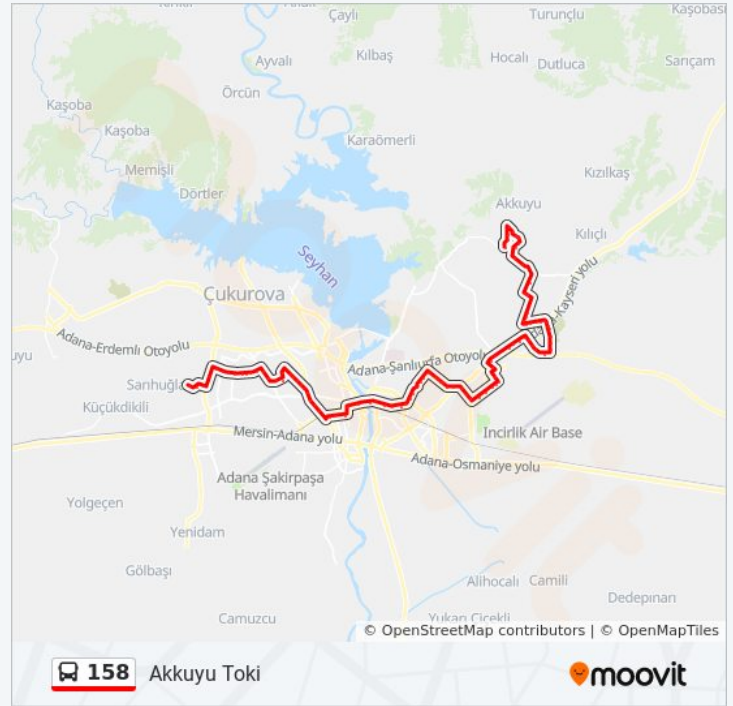 Çaylı
Turunçlu
Kaşobası
Ayvalı
Kılbaş
Hocalı
Dutluca
Sarıçam
Kaşoba
Örcün
Kaşoba
Karaömerli
Memişli
Dörtler
Kızılkaş
Akkuyu
Kılıçlı
Seyhan
Çukurova
Kayseri yolu
Adana-Erdemli Otoyolu
Adana-Şanlıurfa Otoyolu
Sarıhuğla
Küçükdikili
Mersin-Adana yolu
Incirlik Air Base
Adana-Osmaniye yolu
Adana Şakirpaşa
Havalimanı
Yolgeçen
Yenidam
Gölbaşı
Alihocalı
Camili
Dedepınarı
Camuzcu
Yukarı Çiçekli
© OpenStreetMap contributors | © OpenMapTiles
158 Akkuyu Toki
moovit